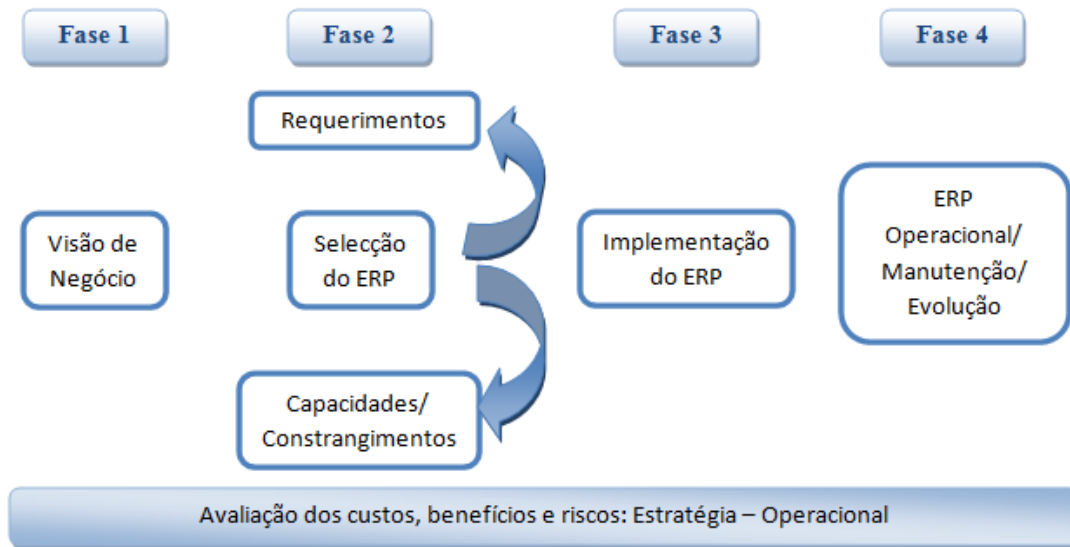 Fase 1
Fase 2
Fase 3
Fase 4
Requerimentos
Visão de
Negócio
Selecção
do ERP
Implementação
do ERP
ERP
Operacional/
Manutenção/
Evolução
Capacidades/
Constrangimentos
Avaliação dos custos, benefícios e riscos: Estratégia – Operacional